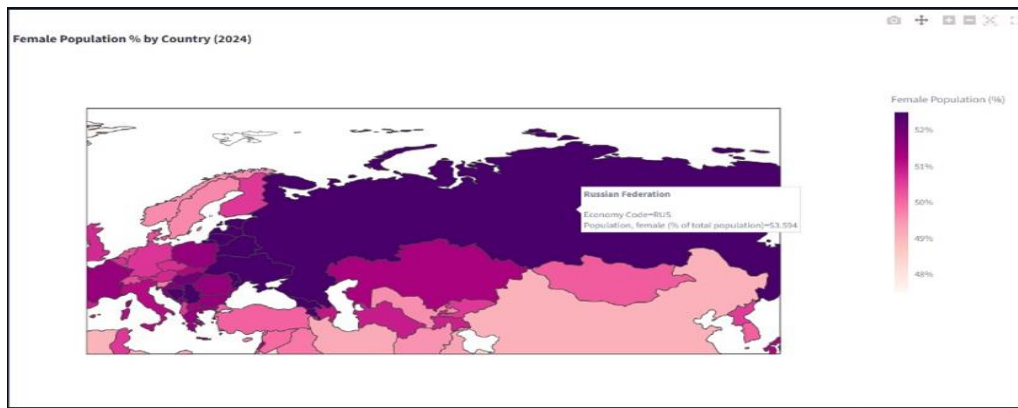 Female Population % by Country (2024)
Female Population (%)
52%
51%
50%
49%
48%
Russian Federation
Economy Code=RUS
Population, female (% of total population)=53.594